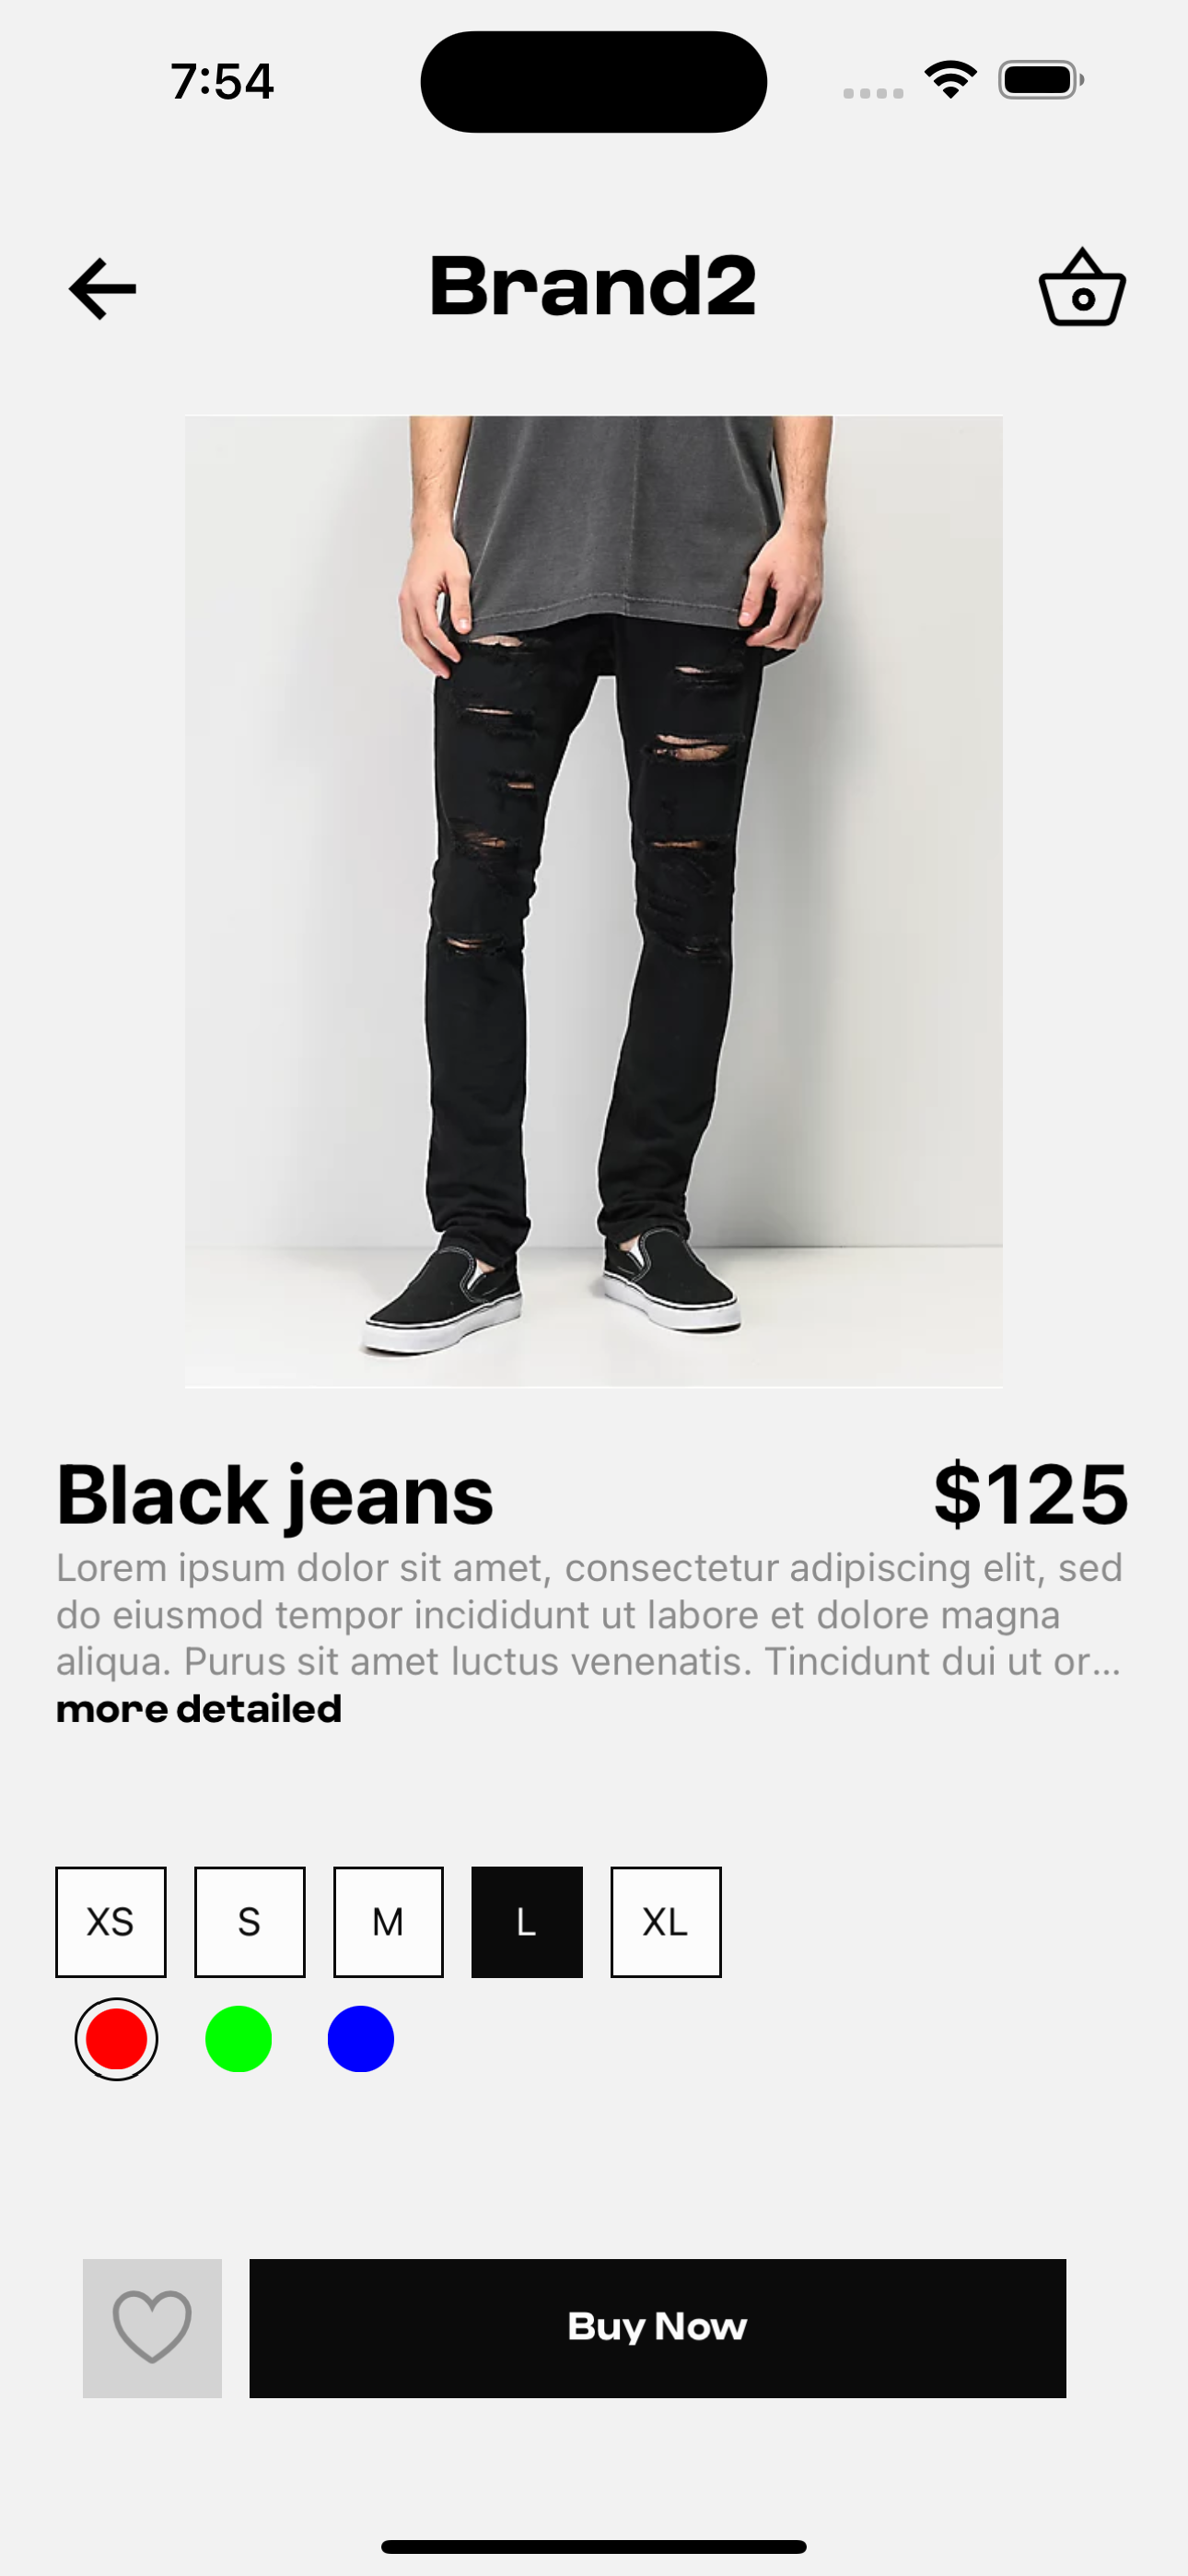 7:54
Brand2
Black jeans
$125
Lorem ipsum dolor sit amet, consectetur adipiscing elit, sed
do eiusmod tempor incididunt ut labore et dolore magna
aliqua. Purus sit amet luctus venenatis. Tincidunt dui ut or...
more detailed
XS
S
M
L
XL
Buy Now